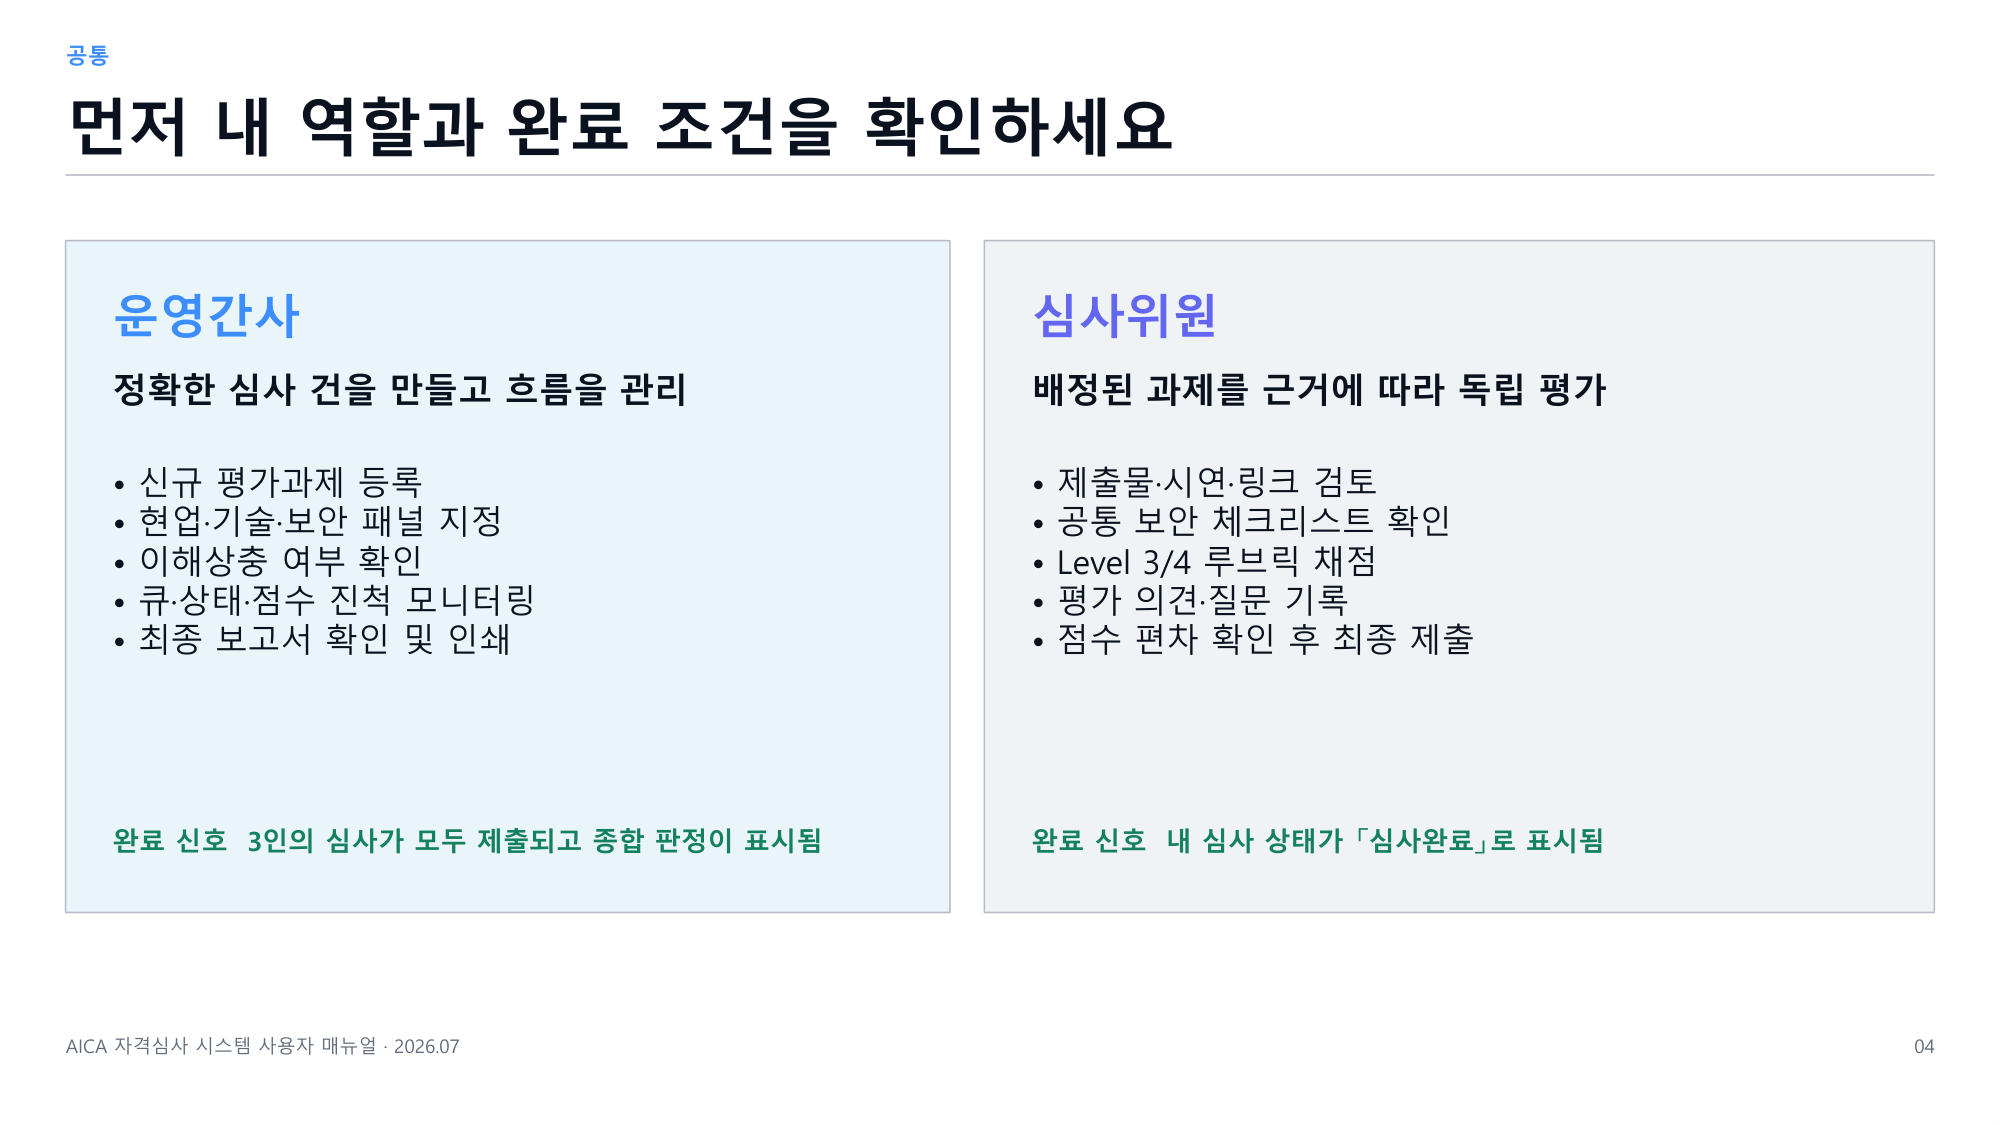 공통
먼저 내 역할과 완료 조건을 확인하세요
운영간사
정확한 심사 건을 만들고 흐름을 관리
• 신규 평가과제 등록
• 현업·기술·보안 패널 지정
• 이해상충 여부 확인
• 큐·상태·점수 진척 모니터링
• 최종 보고서 확인 및 인쇄
완료 신호  3인의 심사가 모두 제출되고 종합 판정이 표시됨
심사위원
배정된 과제를 근거에 따라 독립 평가
• 제출물·시연·링크 검토
• 공통 보안 체크리스트 확인
• Level 3/4 루브릭 채점
• 평가 의견·질문 기록
• 점수 편차 확인 후 최종 제출
완료 신호  내 심사 상태가 「심사완료」로 표시됨
AICA 자격심사 시스템 사용자 매뉴얼 · 2026.07
04